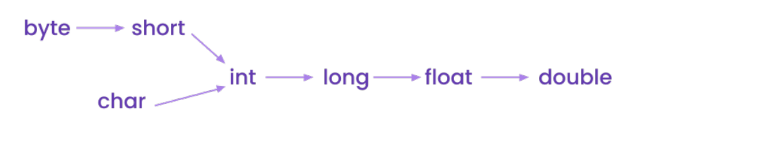 byte short
int long float double
char